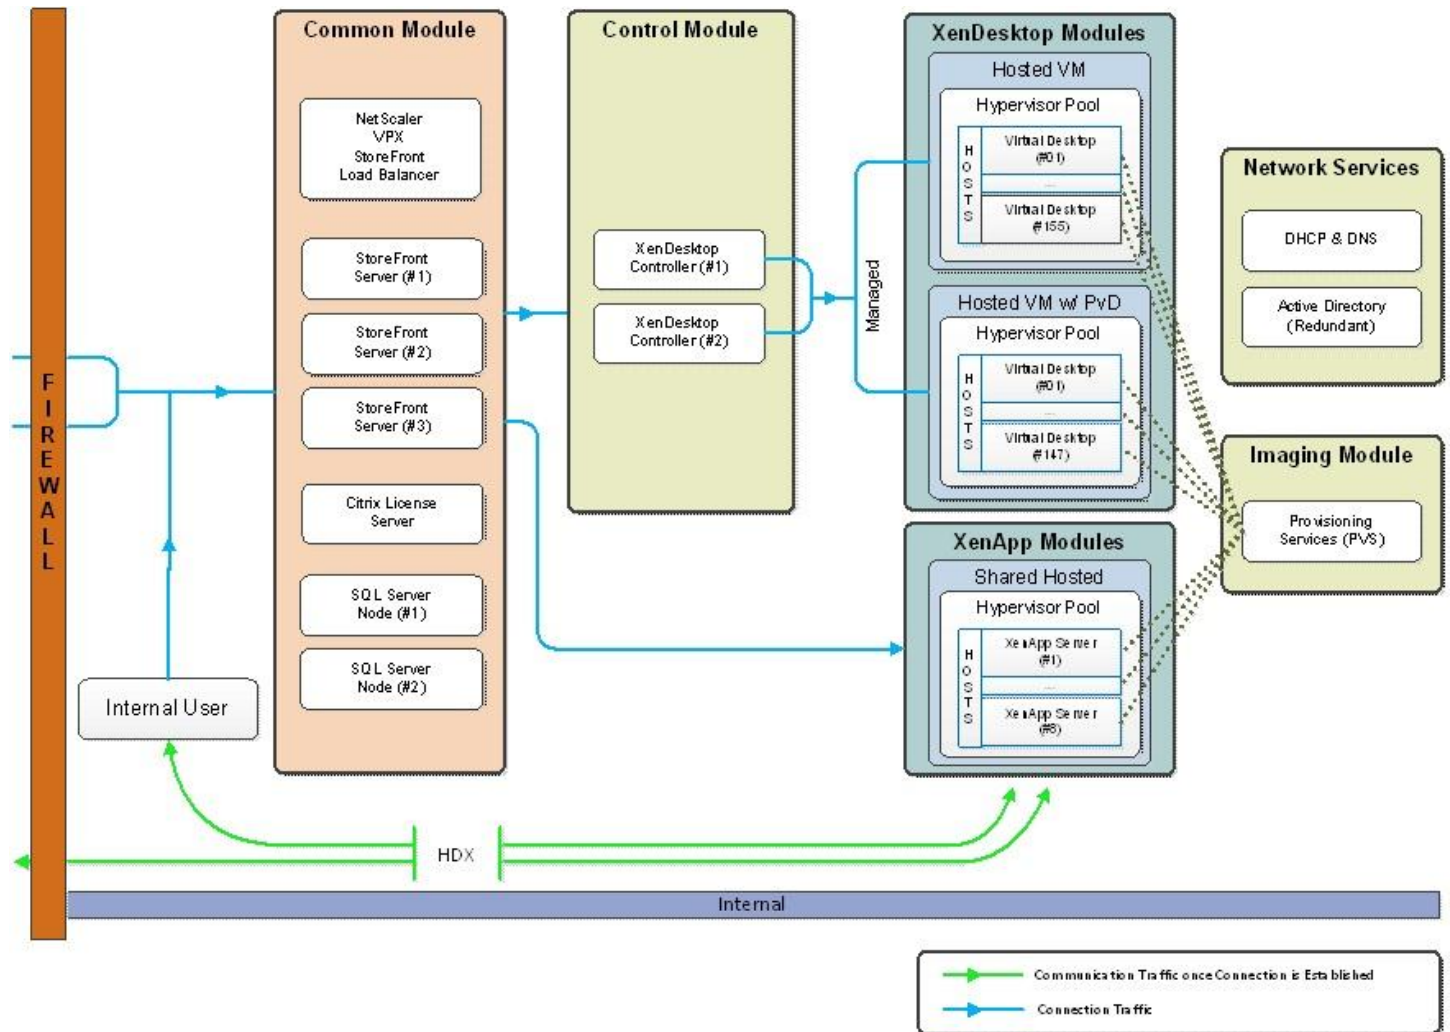 FIREWALL
Common Module
NetScaler
VPX
StoreFront
Load Balancer
StoreFront
Server (#1)
StoreFront
Server (#2)
StoreFront
Server (#3)
Citrix License
Server
SQL Server
Node (#1)
SQL Server
Node (#2)
Internal User
Control Module
XenDesktop
Controller (#1)
XenDesktop
Controller (#2)
Managed
XenDesktop Modules
Hosted VM
Hypervisor Pool
HOSTS
Virtual Desktop
(#01)
...
Virtual Desktop
(#155)
Hosted VM w/ PvD
Hypervisor Pool
HOSTS
Virtual Desktop
(#01)
...
Virtual Desktop
(#147)
XenApp Modules
Shared Hosted
Hypervisor Pool
HOSTS
XenApp Server
(#1)
...
XenApp Server
(#8)
Network Services
DHCP & DNS
Active Directory
(Redundant)
Imaging Module
Provisioning
Services (PVS)
HDX
Internal
Communication Traffic once Connection is Established
Connection Traffic